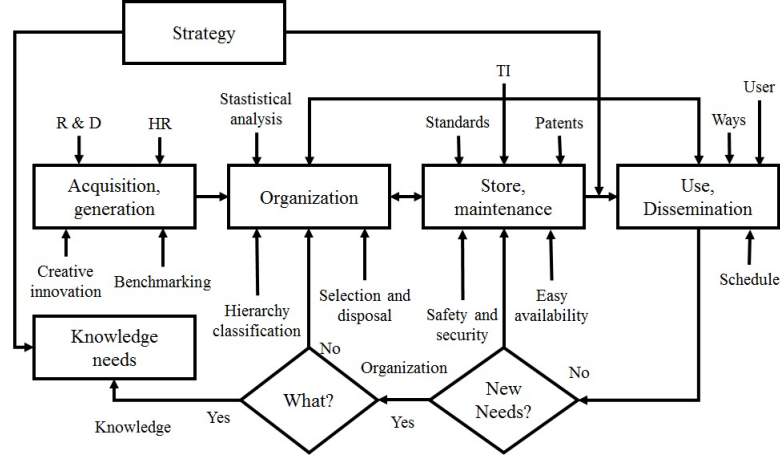 Strategy
TI
User
Stastistical
analysis
R & D
HR
Standards
Patents
Ways
Acquisition,
generation
Organization
Store,
maintenance
Use,
Dissemination
Creative
innovation
Benchmarking
Hierarchy
classification
Selection and
disposal
Safety and
security
Easy
availability
Schedule
Knowledge
needs
No
Organization
No
What?
New
Needs?
Yes
Yes
Knowledge